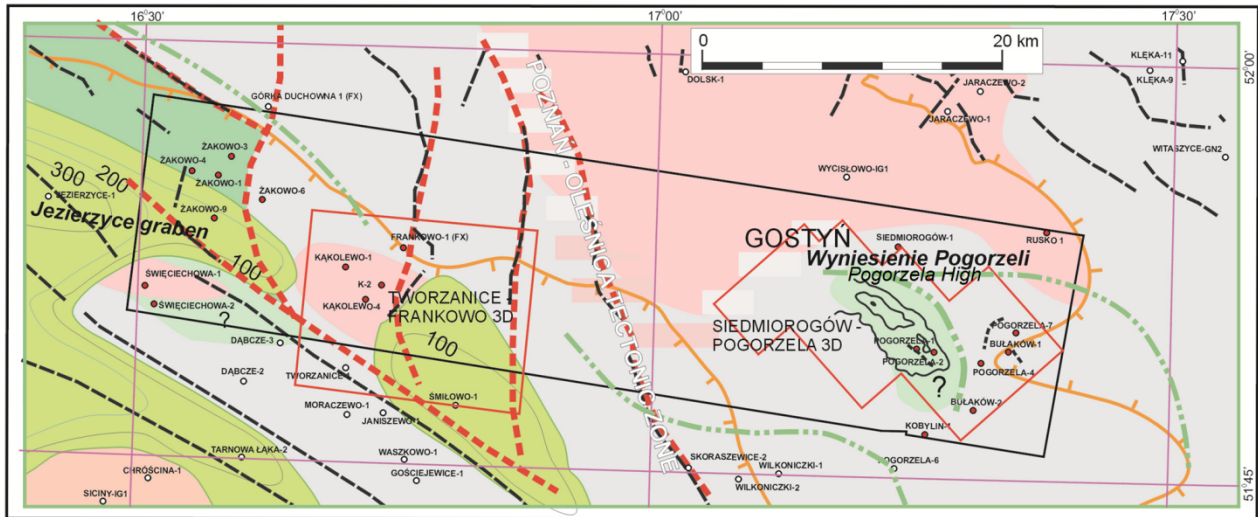 16°30'
17°00'
17°30'
0
20 km
KLĘKA-11
52°00'
DOLSK-1
KLĘKA-9
JARACZEWO-2
GÓRKA DUCHOWNA 1 (FX)
JARACZEWO-1
POZNAŃ - OLEŚNICA TECTONIC ZONE
ŻAKOWO-3
WITASZYCE-GN2
ŻAKOWO-4
ŻAKOWO-1
WYCISŁOWO-IG1
300
200
JEZIERZYCE-1
ŻAKOWO-6
Jezierzyce graben
ŻAKOWO-9
GOSTYŃ
SIEDMIOROGÓW-1
RUSKO 1
FRANKOWO-1 (FX)
Wyniesienie Pogorzeli
Pogorzela High
KĄKOLEWO-1
100
ŚWIĘCIECHOWA-1
K-2
KĄKOLEWO-4
TWORZANICE -
FRANKOWO 3D
ŚWIĘCIECHOWA-2
?
SIEDMIOROGÓW -
POGORZELA 3D
POGORZELA-7
DĄBCZE-3
100
POGORZELA-1
BUŁAKÓW-1
POGORZELA-2
POGORZELA-4
DĄBCZE-2
TWORZANICE-1
?
MORACZEWO-1
JANISZEWO-1
ŚMIŁOWO-1
BUŁAKÓW-2
KOBYLIN-1
TARNOWA ŁĄKA-2
WASZKOWO-1
SKORASZEWICE-2
WILKONICZKI-1
POGORZELA-6
CHRÓŚCINA-1
GOŚCIEJEWICE-1
WILKONICZKI-2
SICINY-IG1
51°45'